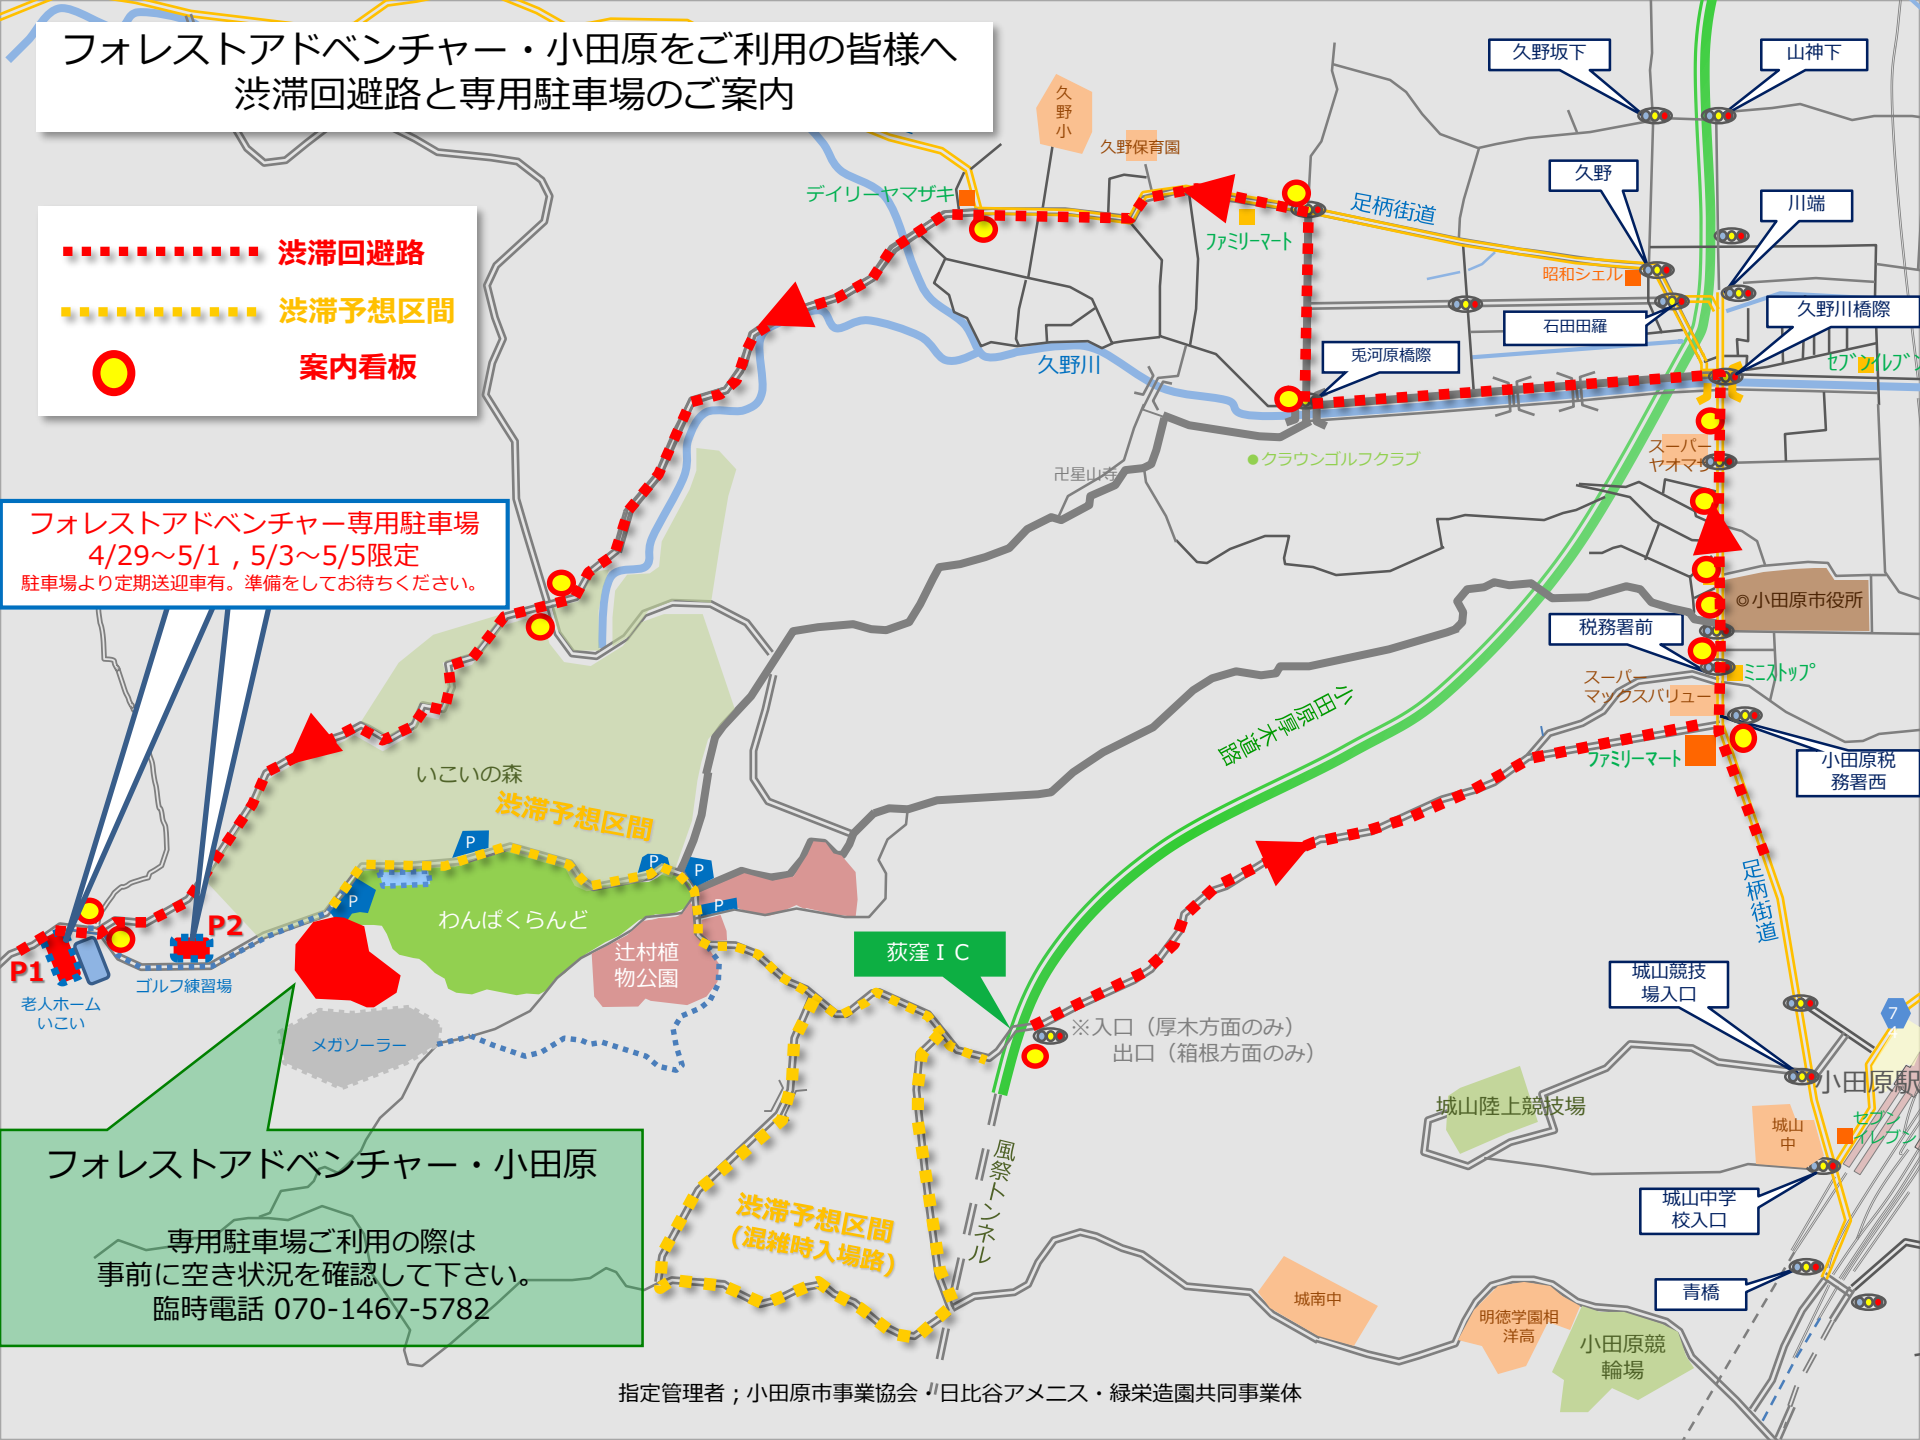 フォレストアドベンチャー・小田原をご利用の皆様へ
渋滞回避路と専用駐車場のご案内
渋滞回避路
渋滞予想区間
案内看板
フォレストアドベンチャー専用駐車場
4/29～5/1 , 5/3～5/5限定
駐車場より定期送迎車有。準備をしてお待ちください。
久野小
久野保育園
デイリーヤマザキ
ﾌｧﾐﾘｰﾏｰﾄ
足柄街道
久野坂下
山神下
久野
川端
昭和シェル
石田田羅
久野川橋際
ｾﾌﾞﾝｲﾚﾌﾞﾝ
兎河原橋際
久野川
スーパー
ヤオマサ
クラウンゴルフクラブ
卍星山寺
◎小田原市役所
税務署前
ﾐﾆｽﾄｯﾌﾟ
スーパー
マックスバリュー
ﾌｧﾐﾘｰﾏｰﾄ
小田原税
務署西
小田原厚木道路
足柄街道
いこいの森
渋滞予想区間
P
P
P
P
P
わんぱくらんど
辻村植
物公園
P1
P2
老人ホーム
いこい
ゴルフ練習場
メガソーラー
荻窪ＩＣ
※入口（厚木方面のみ）
出口（箱根方面のみ）
城山競技
場入口
7
小田原駅
城山陸上競技場
城山
中
セブン
イレブン
城山中学
校入口
青橋
風祭トンネル
渋滞予想区間
(混雑時入場路)
フォレストアドベンチャー・小田原
専用駐車場ご利用の際は
事前に空き状況を確認して下さい。
臨時電話 070-1467-5782
城南中
明徳学園相
洋高
小田原競
輪場
指定管理者；小田原市事業協会・日比谷アメニス・緑栄造園共同事業体